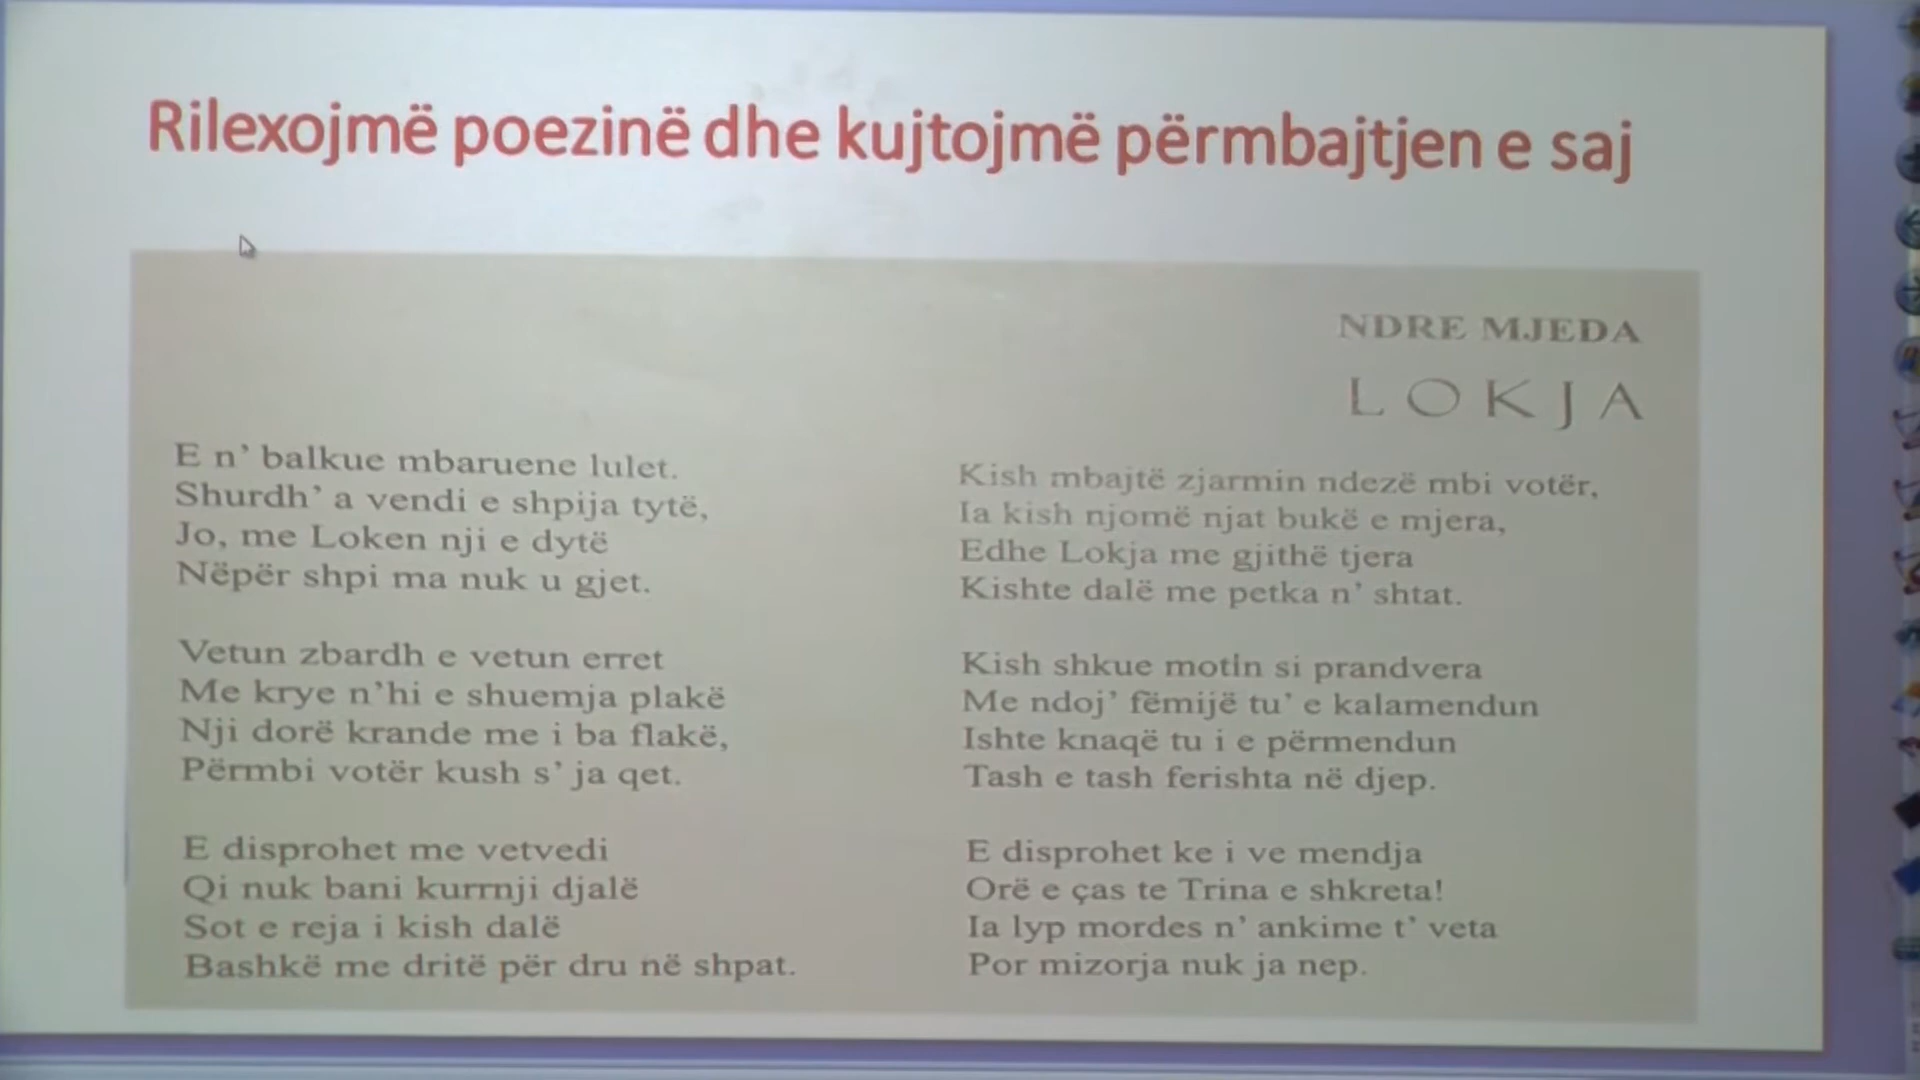 Rilexojmë poezinë dhe kujtojmë përmbajtjen e saj
NDRE MJEDA
LOKJA
E n’ balkue mbaruene lulet.
Shurdh’ a vendi e shpija tytë,
Jo, me Loken nji e dytë
Nëpër shpi ma nuk u gjet.
Vetun zbardh e vetun erret
Me krye n’hi e shuemja plakë
Nji dorë krande me i ba flakë,
Përmbi votër kush s’ ja qet.
E disprohet me vetvedi
Qi nuk bani kurrnji djalë
Sot e reja i kish dalë
Bashkë me dritë për dru në shpat.
Kish mbajtë zjarmin ndezë mbi votër,
Ia kish njomë njat bukë e mjera,
Edhe Lokja me gjithë tjera
Kishte dalë me petka n’ shtat.
Kish shkue motin si prandvera
Me ndoj’ fëmijë tu’ e kalamendun
Ishte knaqë tu i e përmendun
Tash e tash ferishta në djep.
E disprohet ke i ve mendja
Orë e ças te Trina e shkreta!
Ia lyp mordes n’ ankime t’ veta
Por mizorja nuk ja nep.